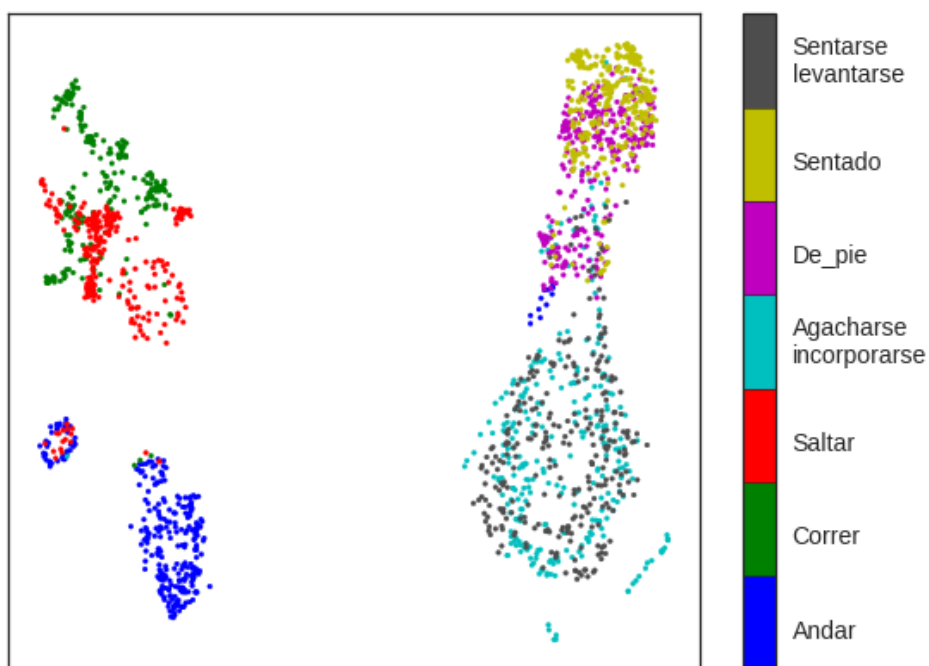 Sentarse
levantarse
Sentado
De_pie
Agacharse
incorporarse
Saltar
Correr
Andar